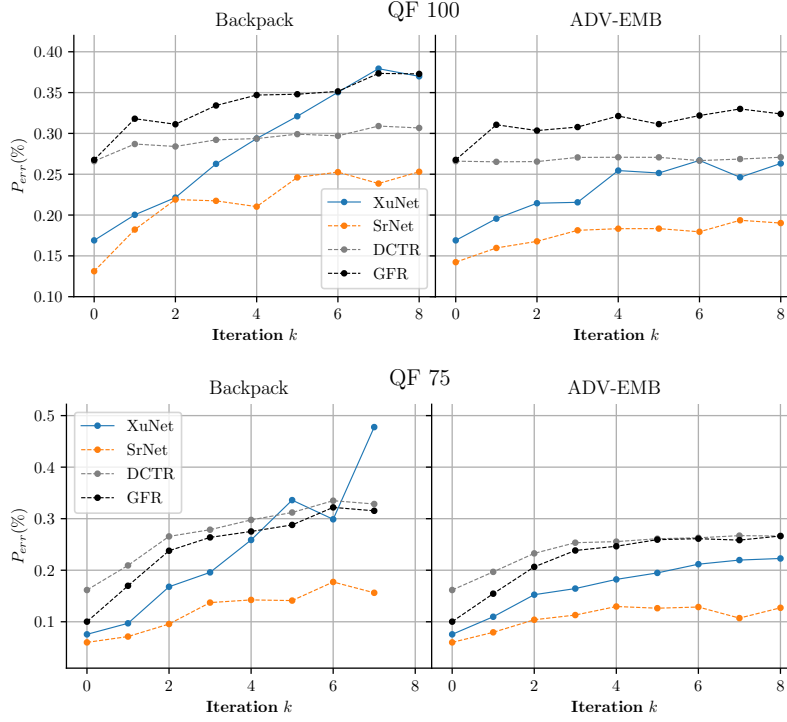 QF 100
Backpack
ADV-EMB
0.40
0.35
0.30
0.25
0.20
0.15
0.10
P_err(%)
XuNet
SrNet
DCTR
GFR
0 2 4 6 8
0 2 4 6 8
Iteration k
Iteration k
QF 75
Backpack
ADV-EMB
0.5
0.4
0.3
0.2
0.1
P_err(%)
XuNet
SrNet
DCTR
GFR
0 2 4 6 8
0 2 4 6 8
Iteration k
Iteration k